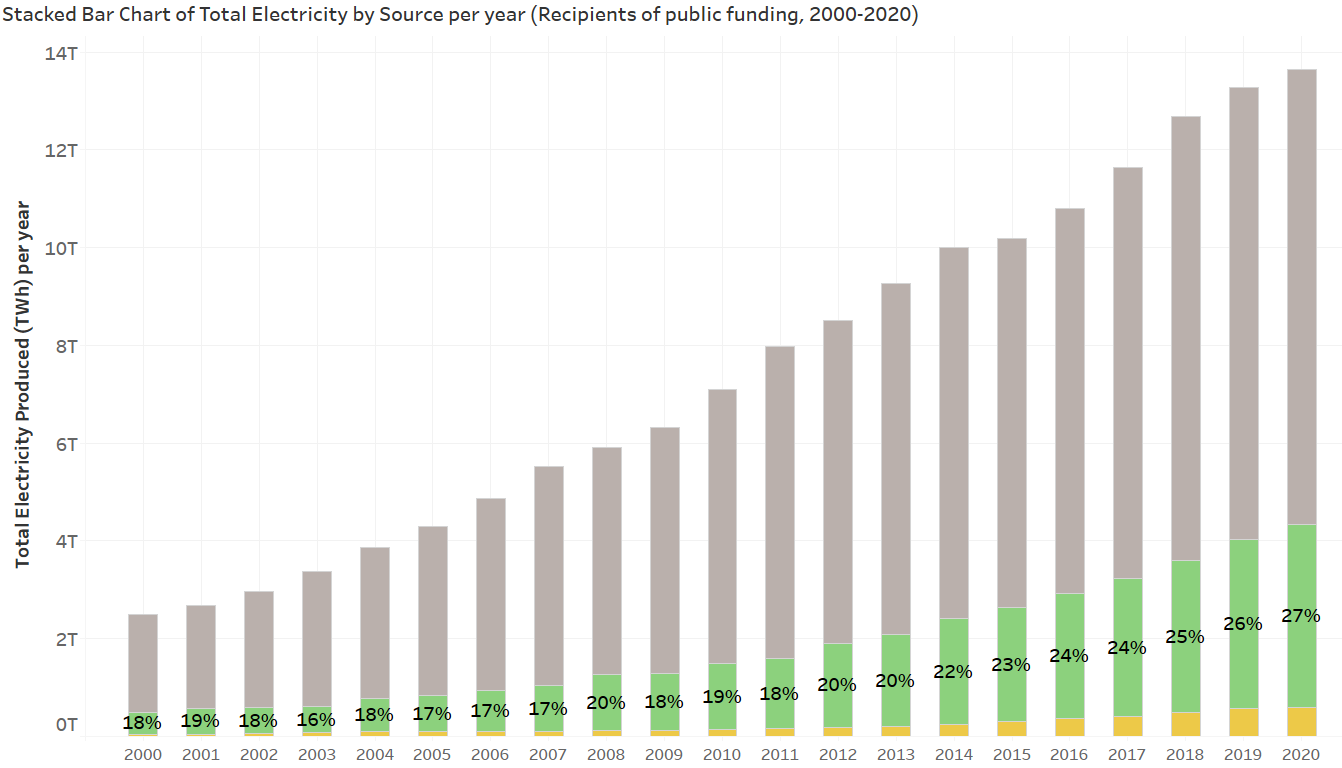 Stacked Bar Chart of Total Electricity by Source per year (Recipients of public funding, 2000-2020)
Total Electricity Produced (TWh) per year
14T
12T
10T
8T
6T
4T
2T
0T
18% 19% 18% 16% 18% 17% 17% 17% 20% 18% 19% 18% 20% 20% 22% 23% 24% 24% 25% 26% 27%
2000 2001 2002 2003 2004 2005 2006 2007 2008 2009 2010 2011 2012 2013 2014 2015 2016 2017 2018 2019 2020